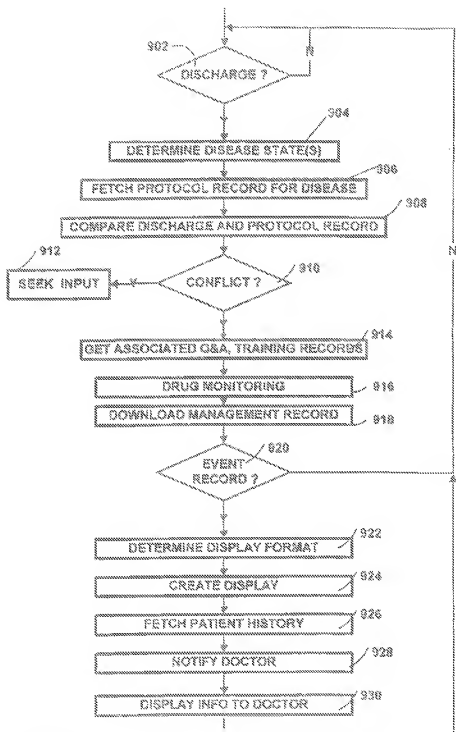 902
N
DISCHARGE ?
Y
904
DETERMINE DISEASE STATE(S)
906
FETCH PROTOCOL RECORD FOR DISEASE
908
COMPARE DISCHARGE AND PROTOCOL RECORD
912
SEEK INPUT
Y
CONFLICT ?
910
N
914
GET ASSOCIATED Q&A, TRAINING RECORDS
DRUG MONITORING
916
DOWNLOAD MANAGEMENT RECORD
918
920
EVENT
RECORD ?
922
DETERMINE DISPLAY FORMAT
924
CREATE DISPLAY
926
FETCH PATIENT HISTORY
928
NOTIFY DOCTOR
930
DISPLAY INFO TO DOCTOR